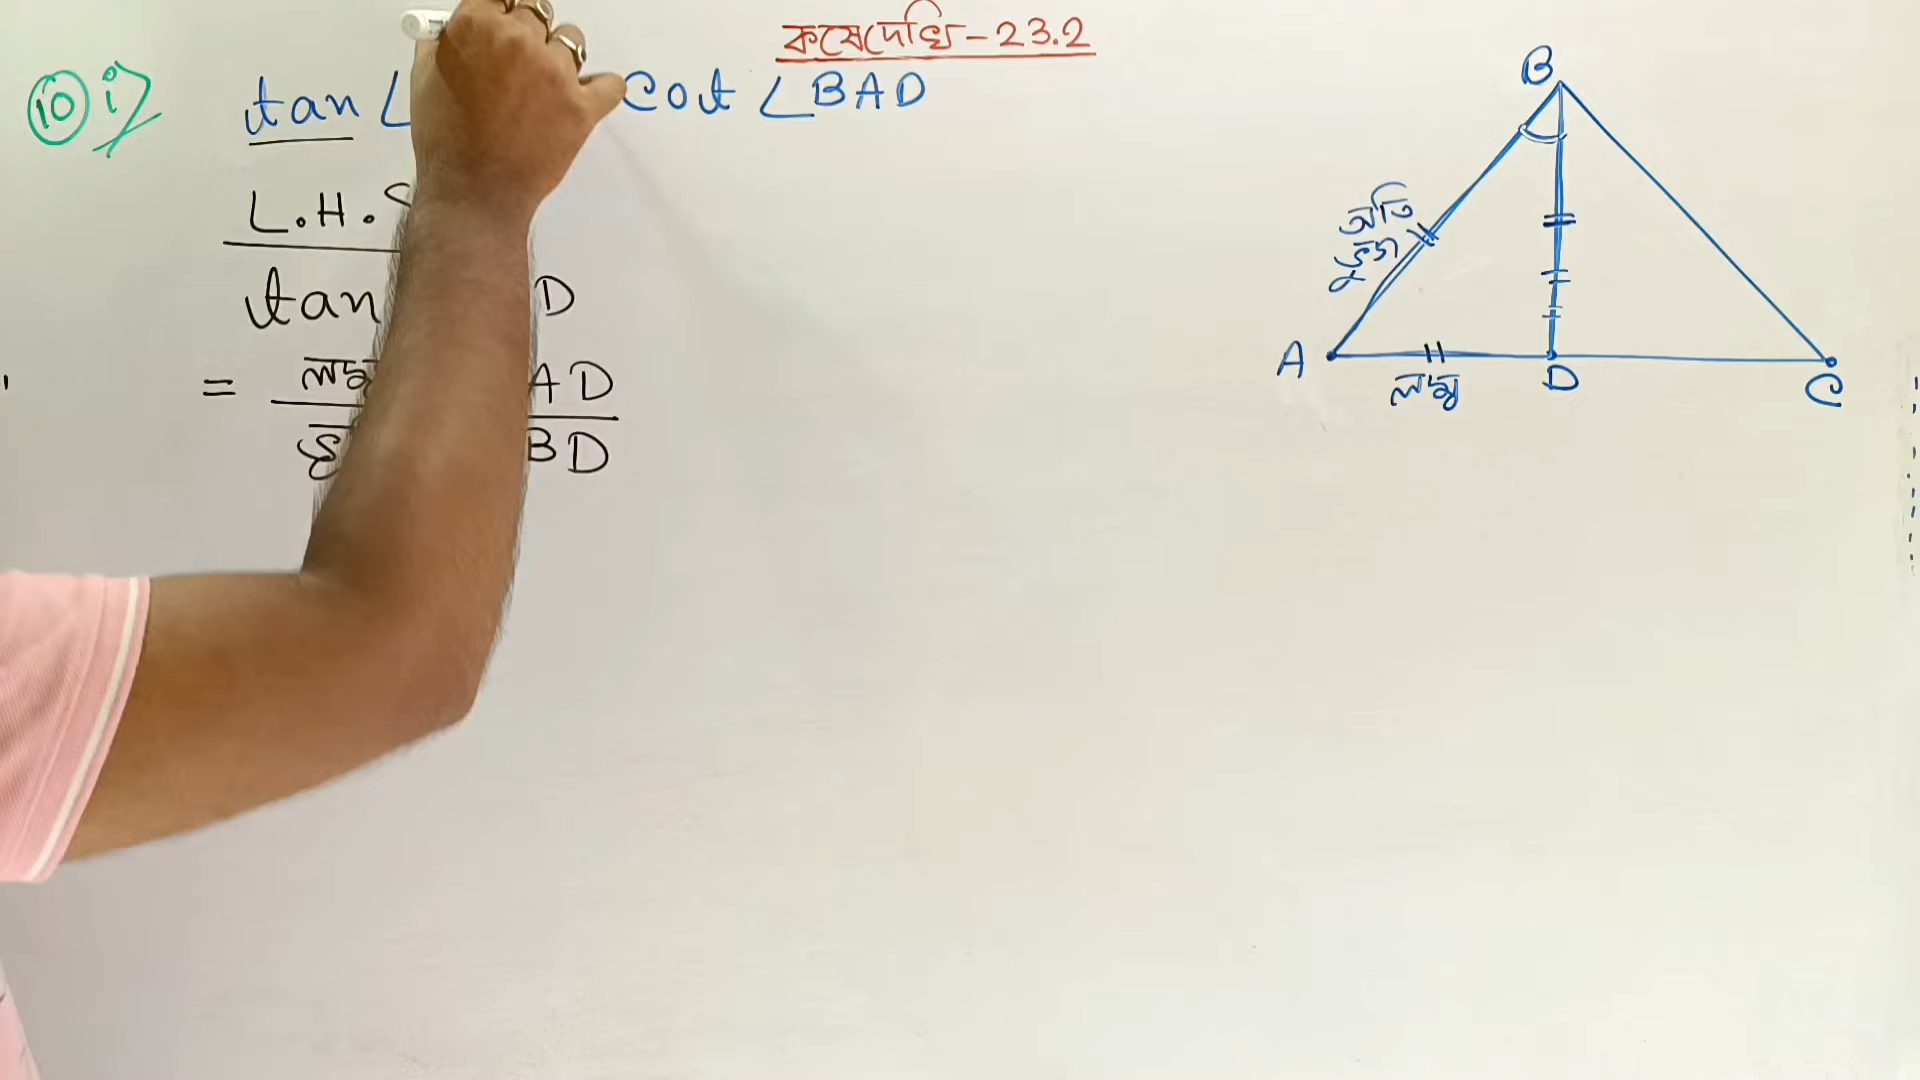 কষেদেখি-23.2
10 i) tan ∠ Cot ∠BAD
L.H.S
tan D
= লম্ব AD
BD
B
অতি
ভুজ
A
লম্ব
D
C